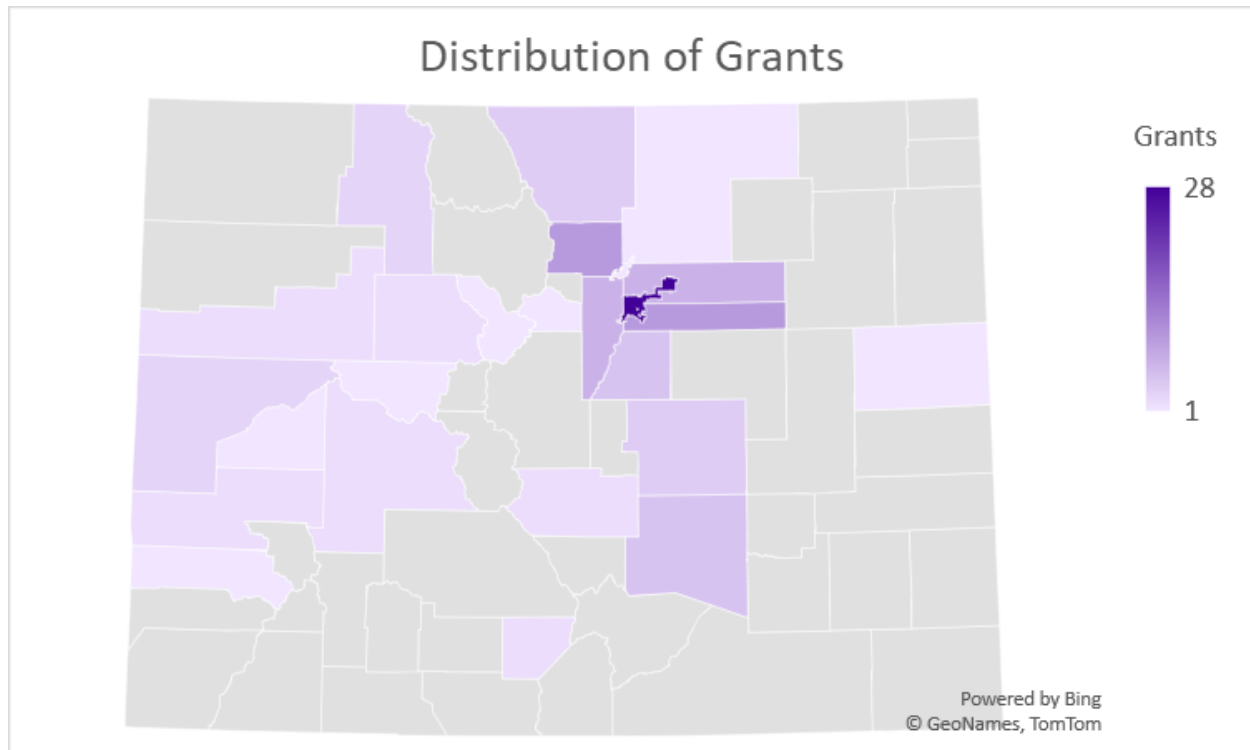 Distribution of Grants
Grants
28
1
Powered by Bing
© GeoNames, TomTom